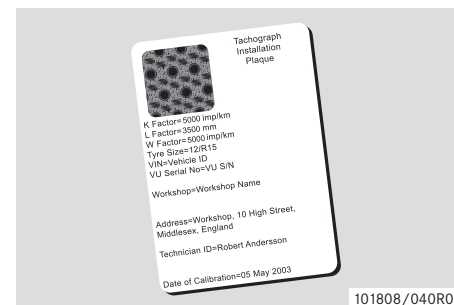 Tachograph
Installation
Plaque
K Factor=5000 imp/km
L Factor=3500 mm
W Factor=5000 imp/km
Tyre Size=12/R15
VIN=Vehicle ID
VU Serial No=VU S/N
Workshop=Workshop Name
Address=Workshop, 10 High Street,
Middlesex, England
Technician ID=Robert Andersson
Date of Calibration=05 May 2003
101808/040R0